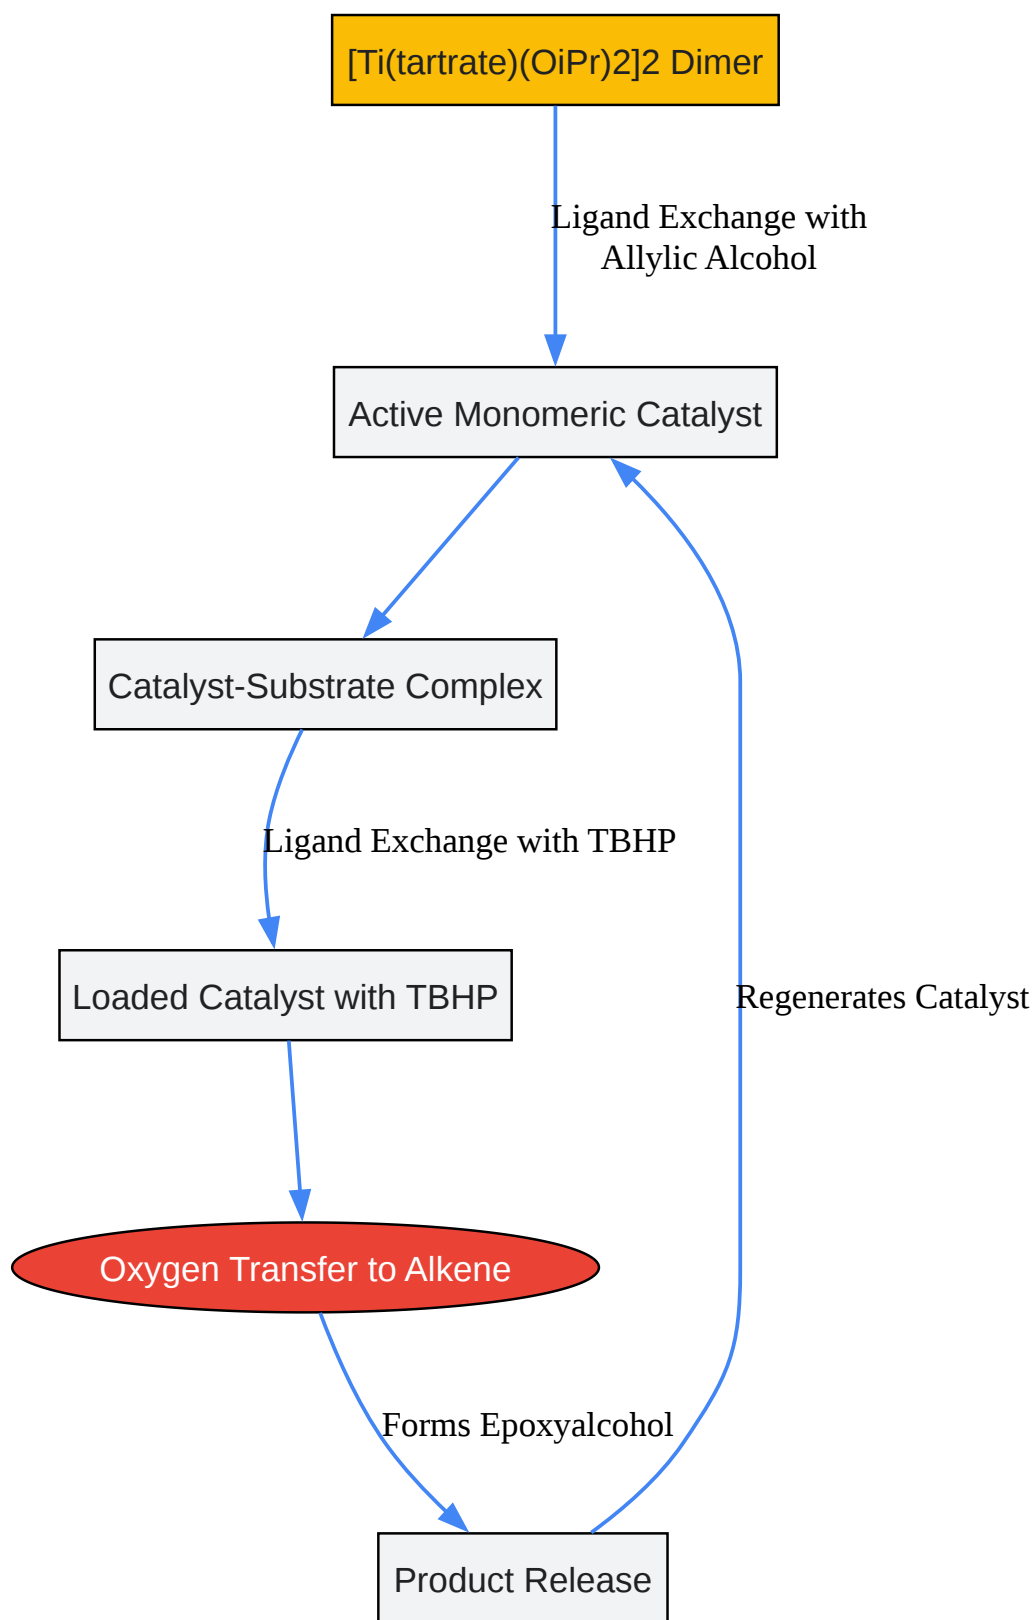 [Ti(tartrate)(OiPr)2]2 Dimer
Ligand Exchange with
Allylic Alcohol
Active Monomeric Catalyst
Catalyst-Substrate Complex
Ligand Exchange with TBHP
Loaded Catalyst with TBHP
Regenerates Catalyst
Oxygen Transfer to Alkene
Forms Epoxyalcohol
Product Release